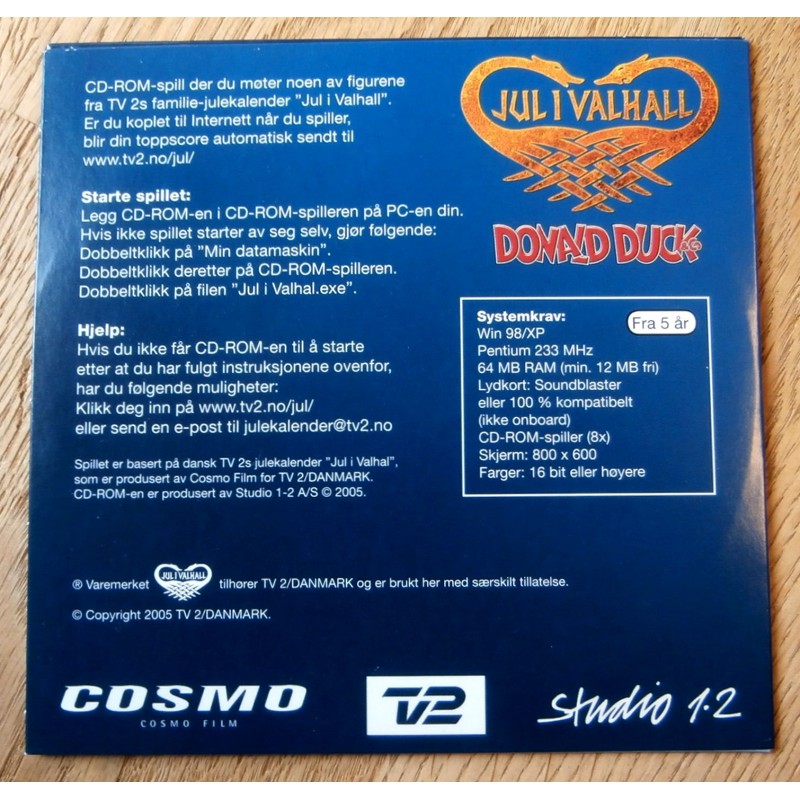 CD-ROM-spill der du møter noen av figurene
fra TV 2s familie-julekalender "Jul i Valhall".
Er du koplet til Internett når du spiller,
blir din toppscore automatisk sendt til
www.tv2.no/jul/
Starte spillet:
Legg CD-ROM-en i CD-ROM-spilleren på PC-en din.
Hvis ikke spillet starter av seg selv, gjør følgende:
Dobbeltklikk på "Min datamaskin".
Dobbeltklikk deretter på CD-ROM-spilleren.
Dobbeltklikk på filen "Jul i Valhal.exe".
Hjelp:
Hvis du ikke får CD-ROM-en til å starte
etter at du har fulgt instruksjonene ovenfor,
har du følgende muligheter:
Klikk deg inn på www.tv2.no/jul/
eller send en e-post til julekalender@tv2.no
Spillet er basert på dansk TV 2s julekalender "Jul i Valhal",
som er produsert av Cosmo Film for TV 2/DANMARK.
CD-ROM-en er produsert av Studio 1-2 A/S © 2005.
JUL I VALHALL
DONALD DUCK &CO
Systemkrav:
Fra 5 år
Win 98/XP
Pentium 233 MHz
64 MB RAM (min. 12 MB fri)
Lydkort: Soundblaster
eller 100 % kompatibelt
(ikke onboard)
CD-ROM-spiller (8x)
Skjerm: 800 x 600
Farger: 16 bit eller høyere
® Varemerket JUL I VALHALL tilhører TV 2/DANMARK og er brukt her med særskilt tillatelse.
© Copyright 2005 TV 2/DANMARK.
COSMO
COSMO FILM
TV2
Studio 1·2